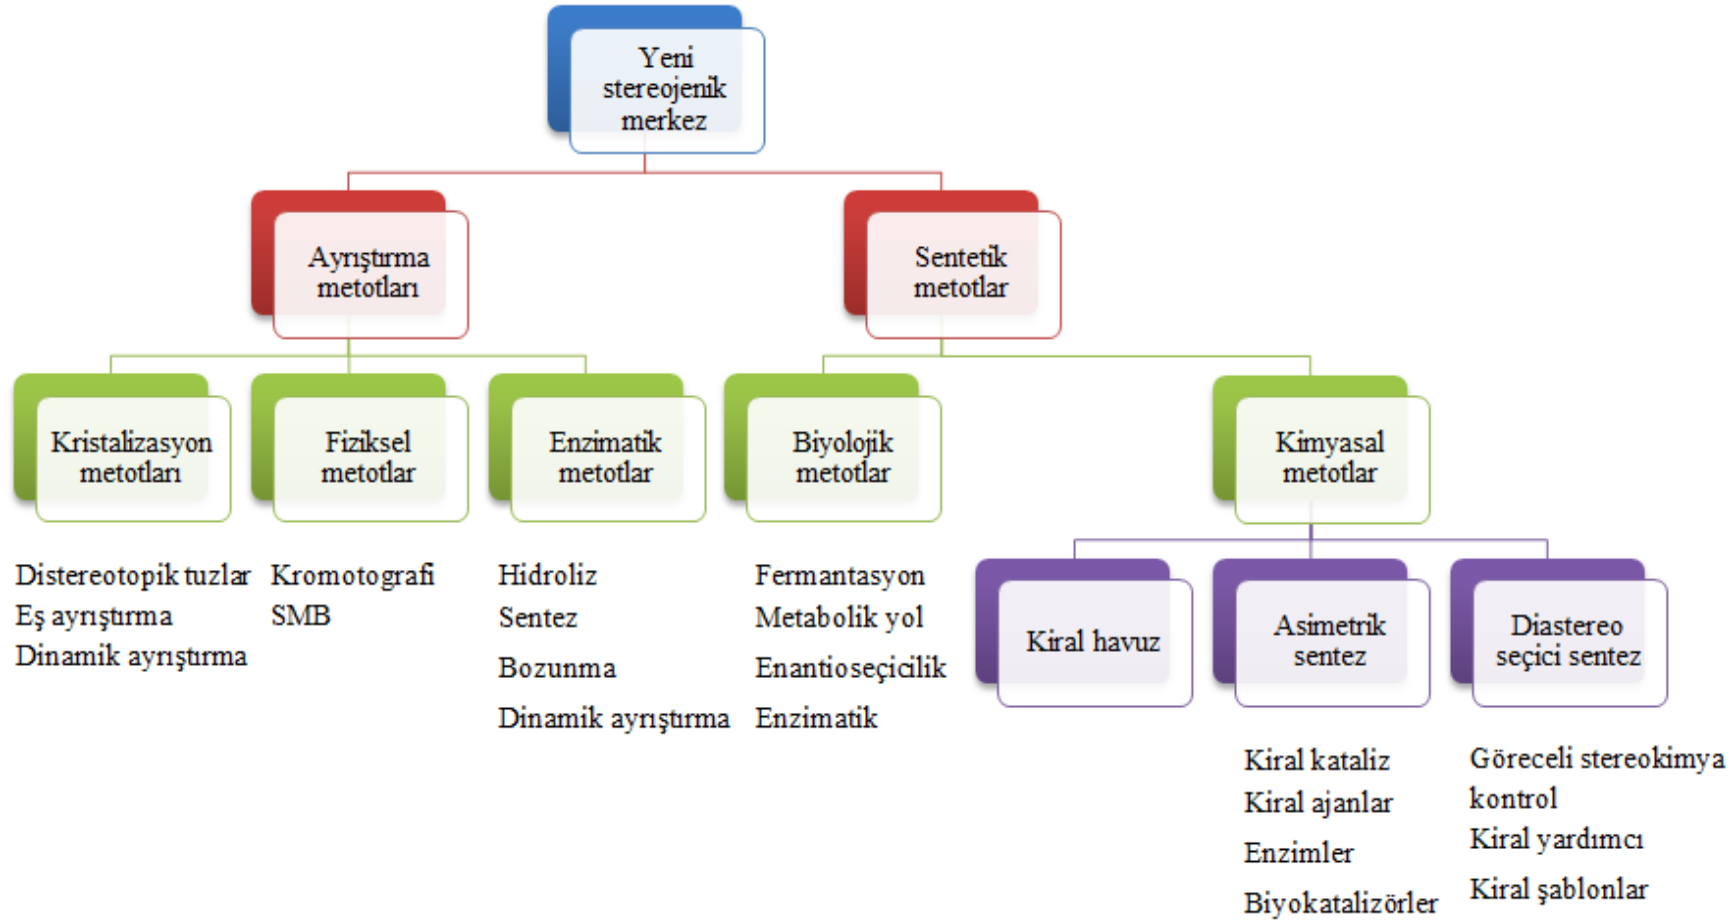 Yeni
stereojenik
merkez
Ayrıştırma
metotları
Sentetik
metotlar
Kristalizasyon
metotları
Fiziksel
metotlar
Enzimatik
metotlar
Biyolojik
metotlar
Kimyasal
metotlar
Distereotopik tuzlar
Eş ayrıştırma
Dinamik ayrıştırma
Kromotografi
SMB
Hidroliz
Sentez
Bozunma
Dinamik ayrıştırma
Fermantasyon
Metabolik yol
Enantioseçicilik
Enzimatik
Kiral havuz
Asimetrik
sentez
Diastereo
seçici sentez
Kiral kataliz
Kiral ajanlar
Enzimler
Biyokatalizörler
Göreceli stereokimya
kontrol
Kiral yardımcı
Kiral şablonlar